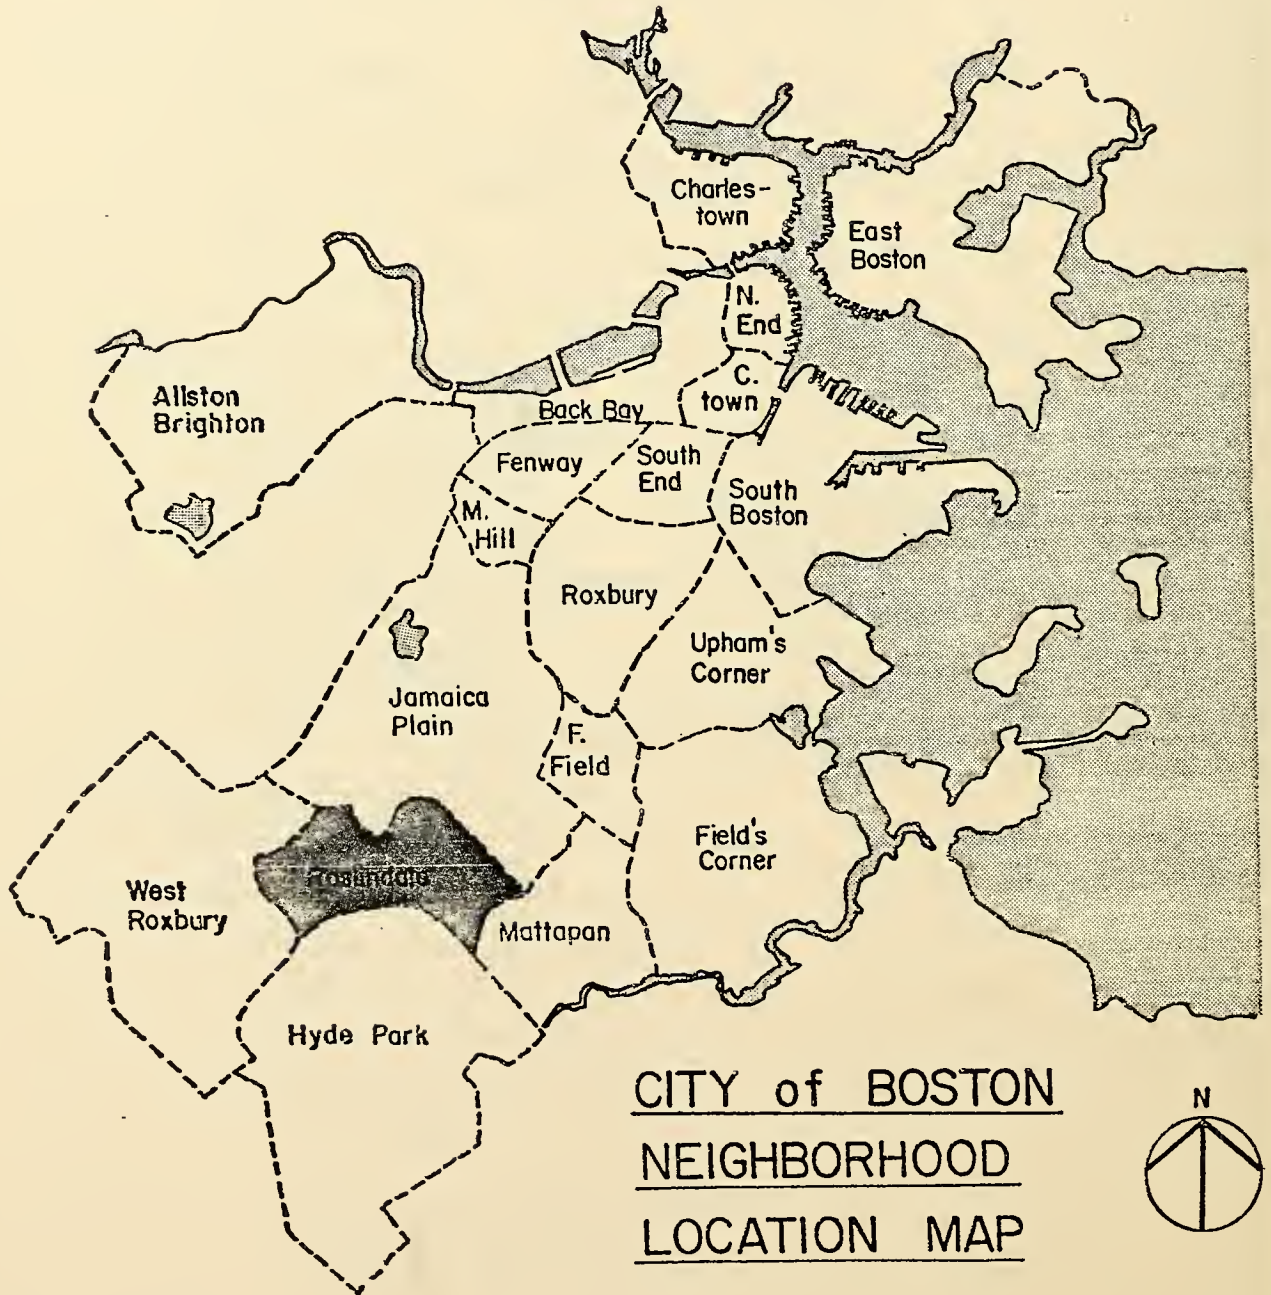 Charles-
town
East
Boston
N.
End
C.
town
Allston
Brighton
Back Bay
Fenway
South
End
South
Boston
M.
Hill
Roxbury
Upham's
Corner
Jamaica
Plain
F.
Field
Field's
Corner
West
Roxbury
Mattapan
Hyde Park
CITY of BOSTON
NEIGHBORHOOD
LOCATION MAP
N